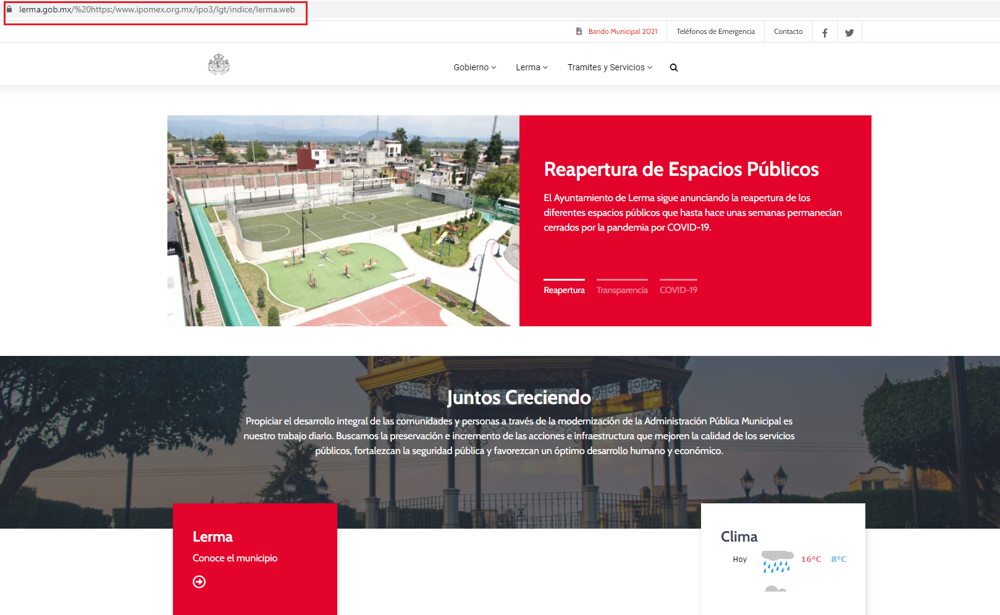 lerma.gob.mx/%20https:/www.ipomex.org.mx/ipo3/lgt/indice/lerma.web
Bando Municipal 2021
Teléfonos de Emergencia
Contacto
Gobierno
Lerma
Tramites y Servicios
LERMA
LERMA
Reapertura de Espacios Públicos
El Ayuntamiento de Lerma sigue anunciando la reapertura de los
diferentes espacios públicos que hasta hace unas semanas permanecían
cerrados por la pandemia por COVID-19.
Reapertura
Transparencia
COVID-19
Juntos Creciendo
Propiciar el desarrollo integral de las comunidades y personas a través de la modernización de la Administración Pública Municipal es
nuestro trabajo diario. Buscamos la preservación e incremento de las acciones e infraestructura que mejoren la calidad de los servicios
públicos, fortalezcan la seguridad pública y favorezcan un óptimo desarrollo humano y económico.
Lerma
Conoce el municipio
Clima
Hoy
16°C
8°C